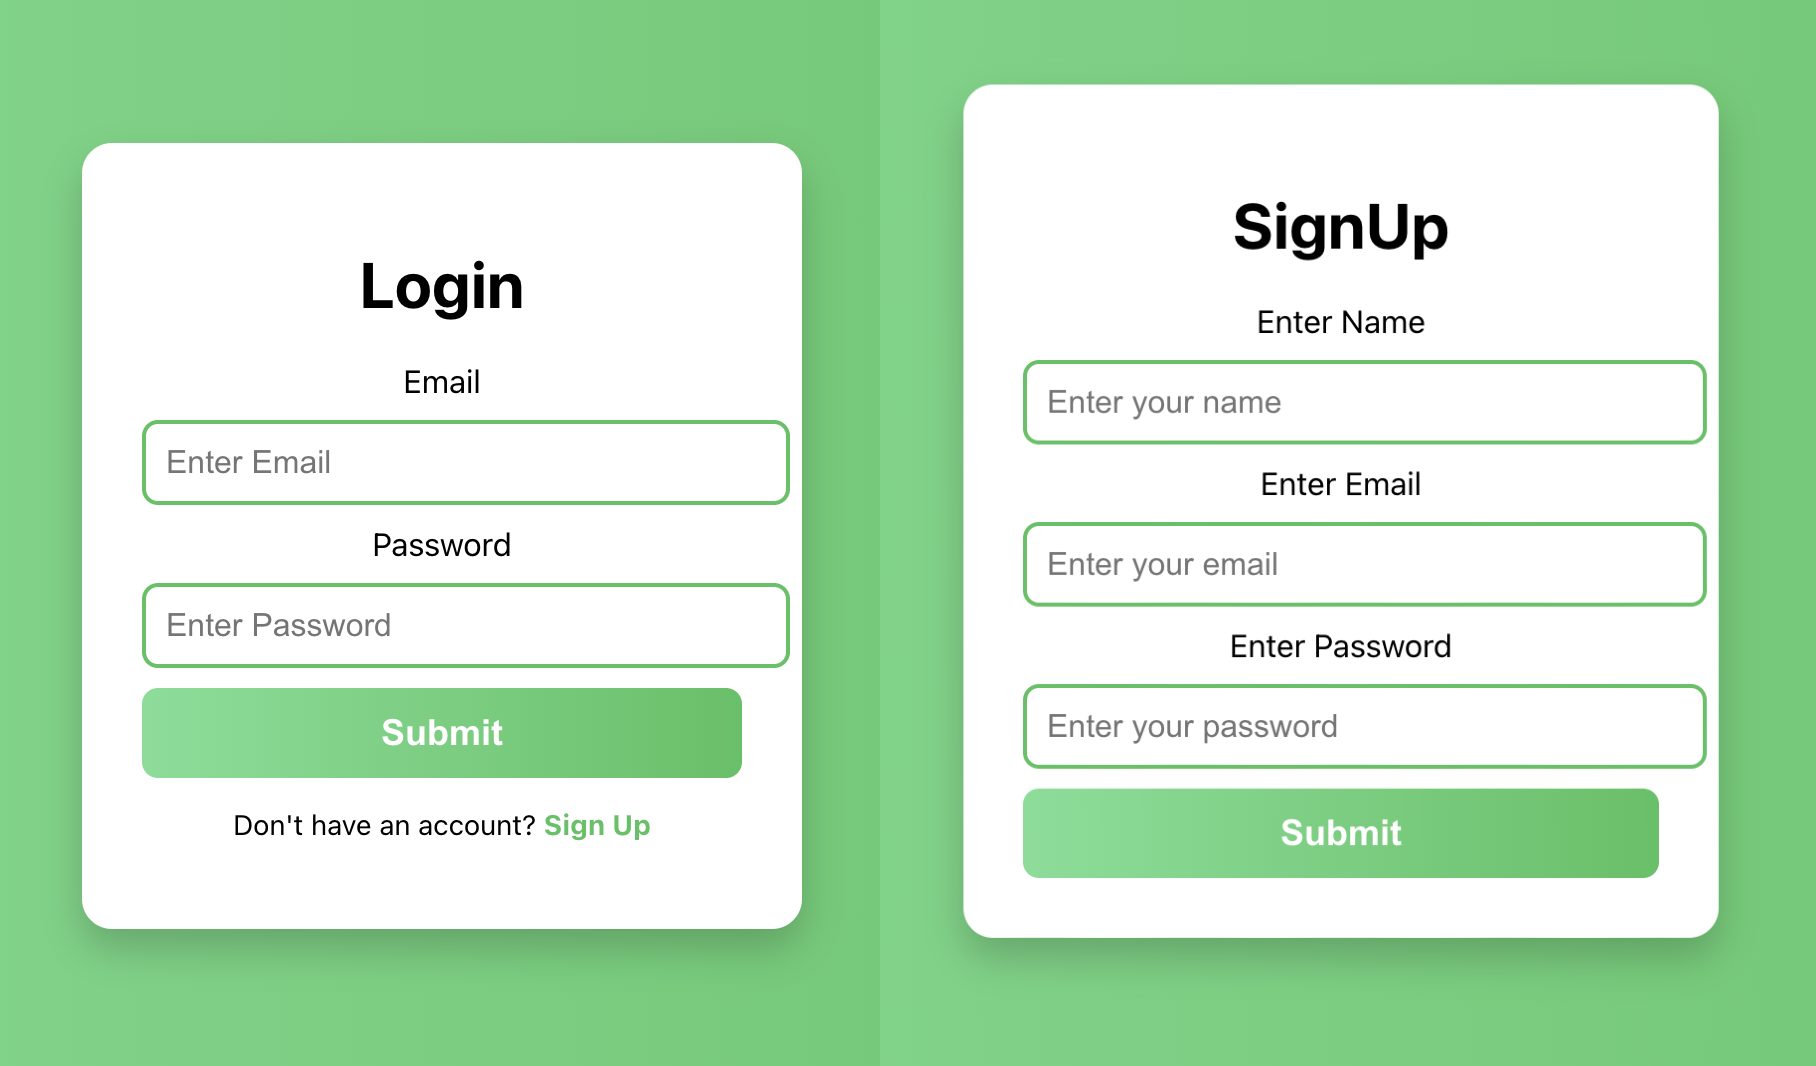 Login
Email
Enter Email
Password
Enter Password
Submit
Don't have an account? Sign Up
SignUp
Enter Name
Enter your name
Enter Email
Enter your email
Enter Password
Enter your password
Submit